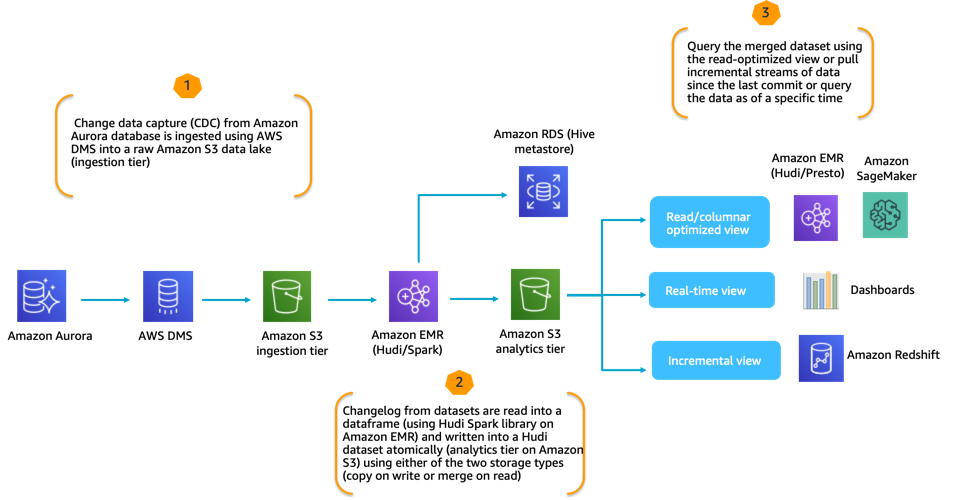 3
Query the merged dataset using
the read-optimized view or pull
incremental streams of data
since the last commit or query
the data as of a specific time
1
Change data capture (CDC) from Amazon
Aurora database is ingested using AWS
DMS into a raw Amazon S3 data lake
(ingestion tier)
Amazon RDS (Hive
metastore)
Amazon EMR
(Hudi/Presto)
Amazon
SageMaker
Read/columnar
optimized view
Real-time view
Dashboards
Amazon Aurora
AWS DMS
Amazon S3
ingestion tier
Amazon EMR
(Hudi/Spark)
Amazon S3
analytics tier
Incremental view
Amazon Redshift
2
Changelog from datasets are read into a
dataframe (using Hudi Spark library on
Amazon EMR) and written into a Hudi
dataset atomically (analytics tier on Amazon
S3) using either of the two storage types
(copy on write or merge on read)